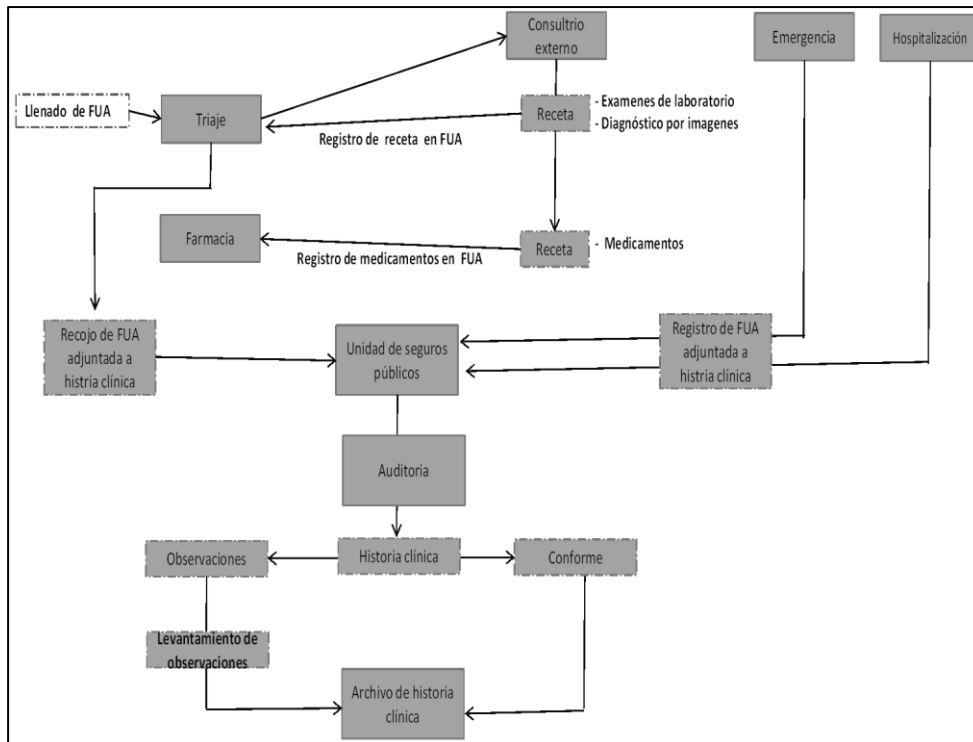 Consultrio
externo
Emergencia
Hospitalización
Llenado de FUA
Triaje
Receta
- Examenes de laboratorio
- Diagnóstico por imagenes
Registro de receta en FUA
Farmacia
Receta
- Medicamentos
Registro de medicamentos en FUA
Recojo de FUA
adjuntada a
histria clínica
Unidad de seguros
públicos
Registro de FUA
adjuntada a
histria clínica
Auditoria
Observaciones
Historia clínica
Conforme
Levantamiento de
observaciones
Archivo de historia
clínica